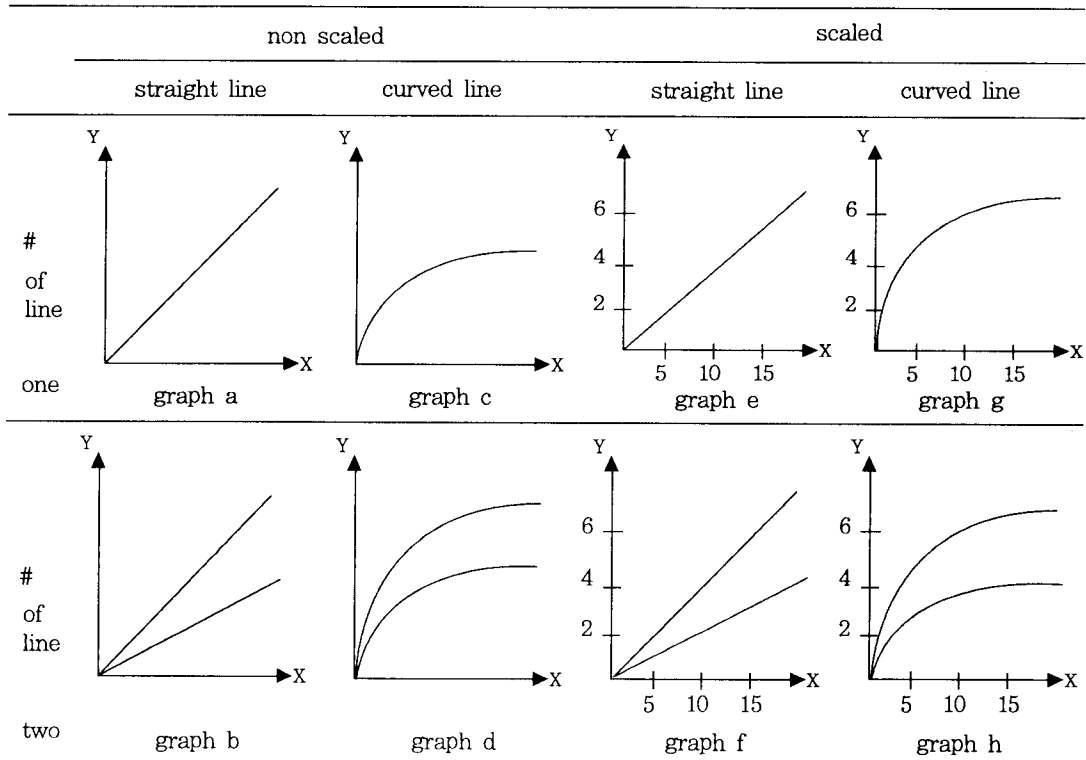 non scaled scaled
straight line curved line straight line curved line
#
of
line
one
Y
X
graph a
Y
X
graph c
Y
6
4
2
5 10 15
X
graph e
Y
6
4
2
5 10 15
X
graph g
#
of
line
two
Y
X
graph b
Y
X
graph d
Y
6
4
2
5 10 15
X
graph f
Y
6
4
2
5 10 15
X
graph h